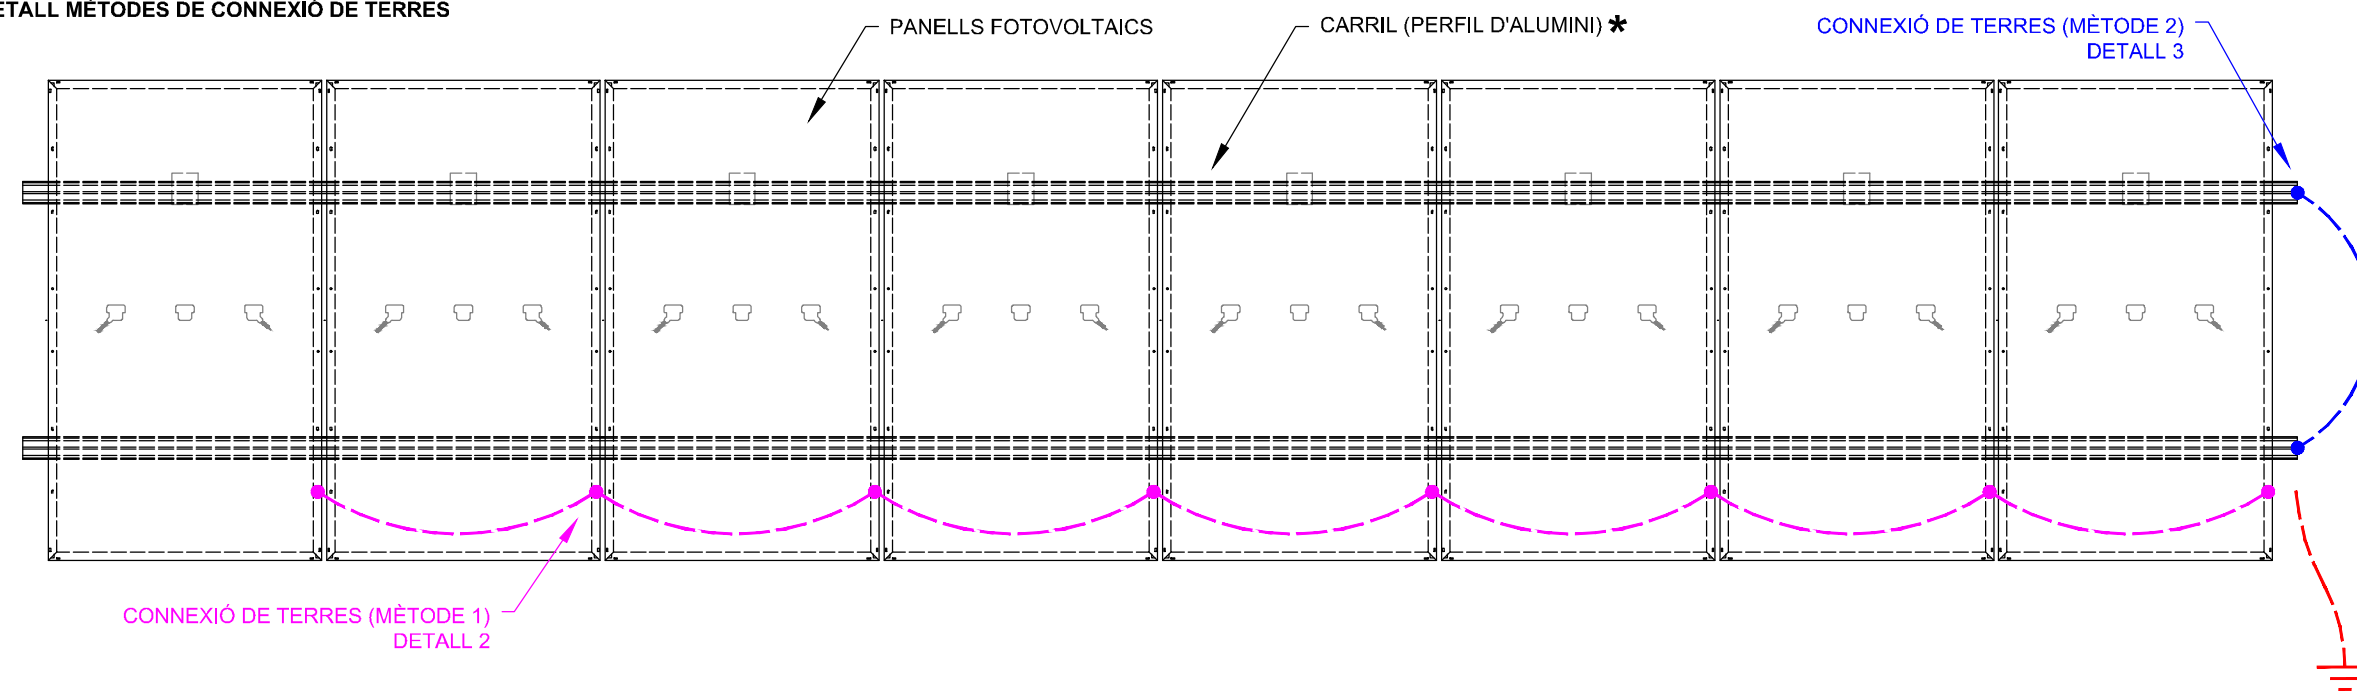 ETALL MÈTODES DE CONNEXIÓ DE TERRES
PANELLS FOTOVOLTAICS
CARRIL (PERFIL D'ALUMINI) *
CONNEXIÓ DE TERRES (MÈTODE 2)
DETALL 3
CONNEXIÓ DE TERRES (MÈTODE 1)
DETALL 2